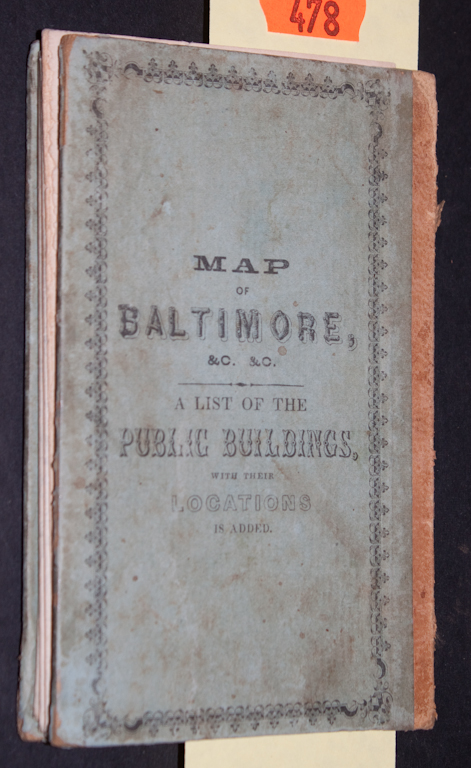 478
MAP
OF
BALTIMORE,
&C. &C.
A LIST OF THE
PUBLIC BUILDINGS,
WITH THEIR
LOCATIONS
IS ADDED.